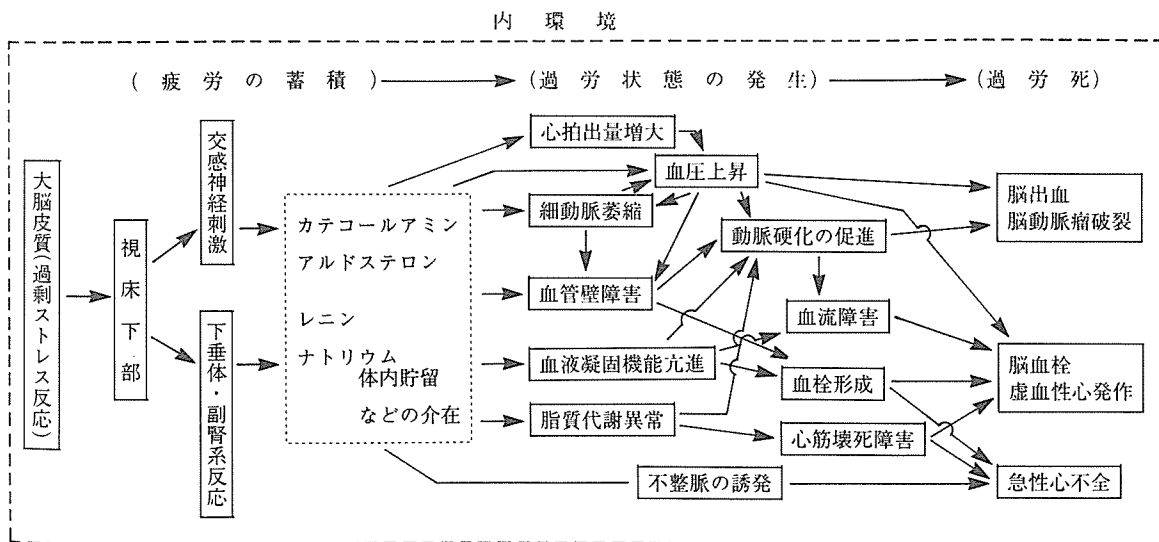 内環境
(疲労の蓄積)
(過労状態の発生)
(過労死)
大脳皮質(過剰ストレス反応)
視床下部
交感神経刺激
下垂体・副腎系反応
カテコールアミン
アルドステロン
レニン
ナトリウム
体内貯留
などの介在
心拍出量増大
血圧上昇
細動脈萎縮
動脈硬化の促進
血管壁障害
血流障害
血液凝固機能亢進
血栓形成
脂質代謝異常
心筋壊死障害
不整脈の誘発
脳出血
脳動脈瘤破裂
脳血栓
虚血性心発作
急性心不全